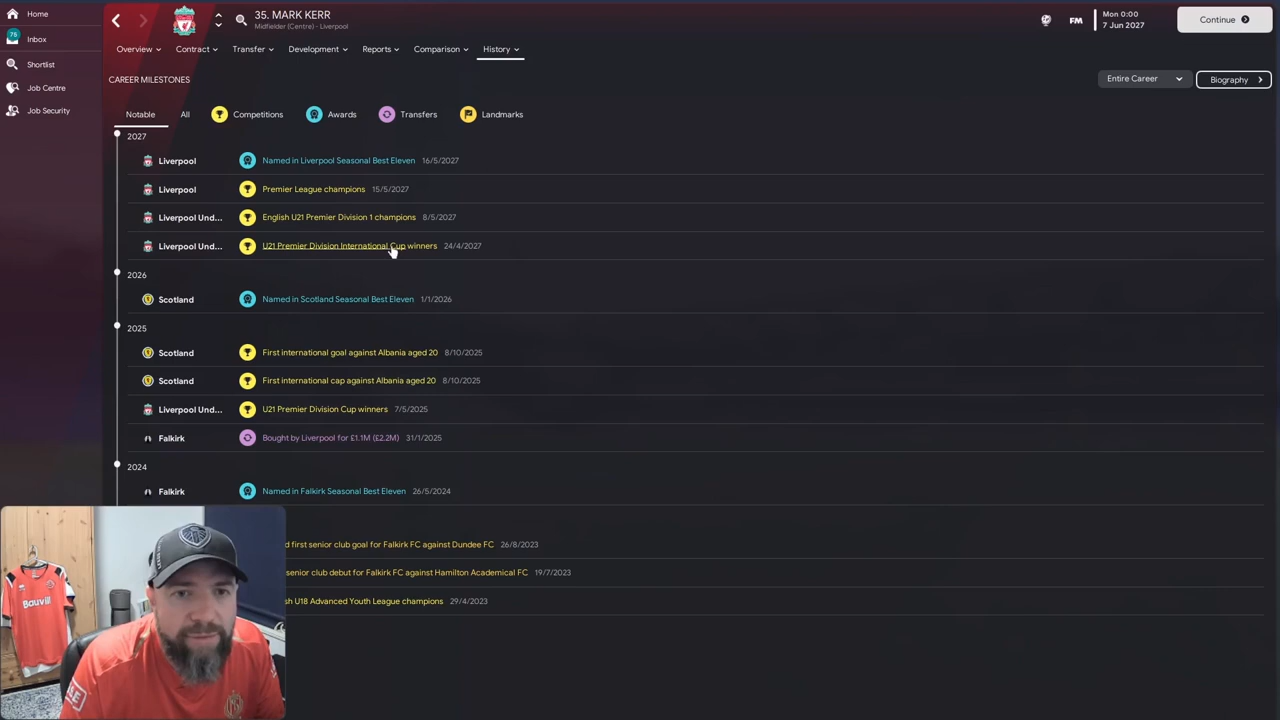 Home
75
Inbox
Shortlist
Job Centre
Job Security
35. MARK KERR
Midfielder (Centre) - Liverpool
FM
Mon 0:00
7 Jun 2027
Continue
Overview
Contract
Transfer
Development
Reports
Comparison
History
CAREER MILESTONES
Entire Career
Biography
Notable
All
Competitions
Awards
Transfers
Landmarks
2027
Liverpool Named in Liverpool Seasonal Best Eleven 16/5/2027
Liverpool Premier League champions 15/5/2027
Liverpool Und... English U21 Premier Division 1 champions 8/5/2027
Liverpool Und... U21 Premier Division International Cup winners 24/4/2027
2026
Scotland Named in Scotland Seasonal Best Eleven 1/1/2026
2025
Scotland First international goal against Albania aged 20 8/10/2025
Scotland First international cap against Albania aged 20 8/10/2025
Liverpool Und... U21 Premier Division Cup winners 7/5/2025
Falkirk Bought by Liverpool for £1.1M (£2.2M) 31/1/2025
2024
Falkirk Named in Falkirk Seasonal Best Eleven 26/5/2024
d first senior club goal for Falkirk FC against Dundee FC 26/8/2023
senior club debut for Falkirk FC against Hamilton Academical FC 19/7/2023
sh U18 Advanced Youth League champions 29/4/2023
Bauvill